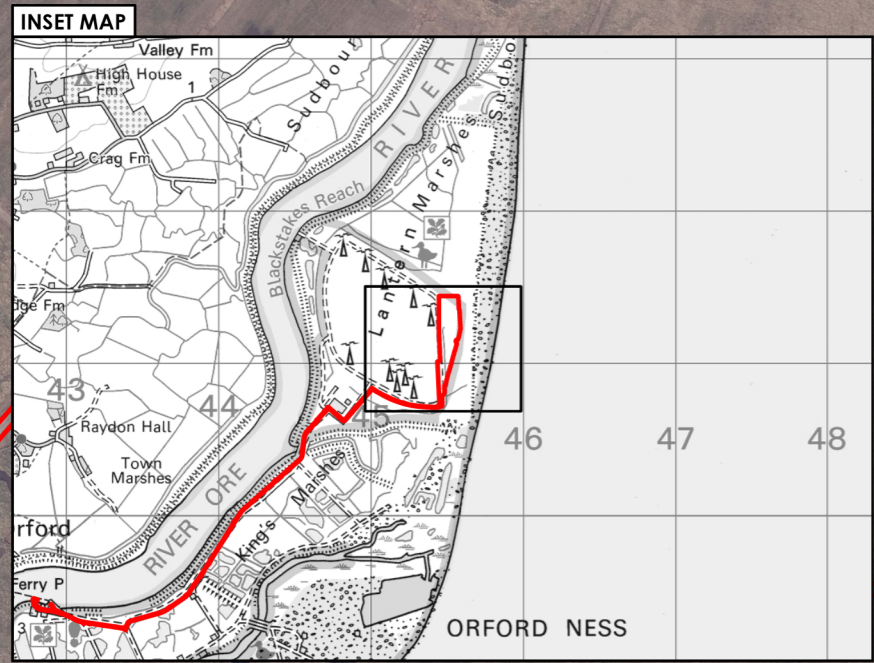 INSET MAP
Valley Fm
High House
Fm
1
Sudbour
RIVER
Sudbo
Crag Fm
Blackstakes Reach
Lantern Marshes
dge Fm
43
44
45
46
47
48
Raydon Hall
Town
Marshes
RIVER ORE
King's Marshes
rford
Ferry P
3
ORFORD NESS